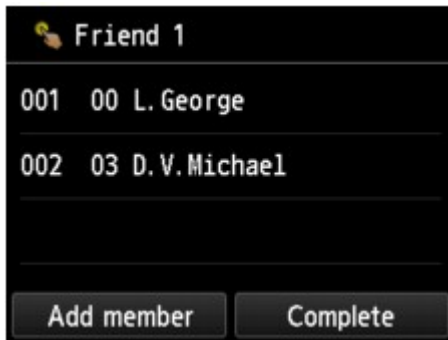 Friend 1
001 00 L.George
002 03 D.V.Michael
Add member Complete